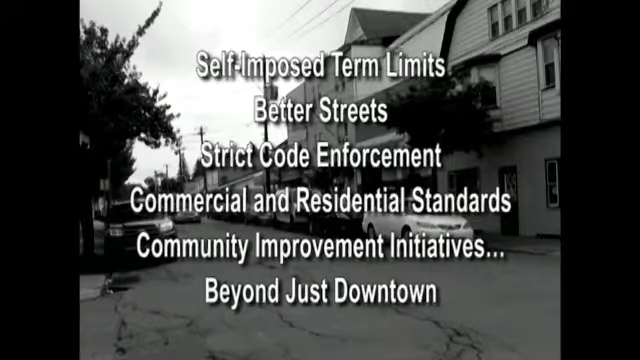 Self-Imposed Term Limits
Better Streets
Strict Code Enforcement
Commercial and Residential Standards
Community Improvement Initiatives...
Beyond Just Downtown